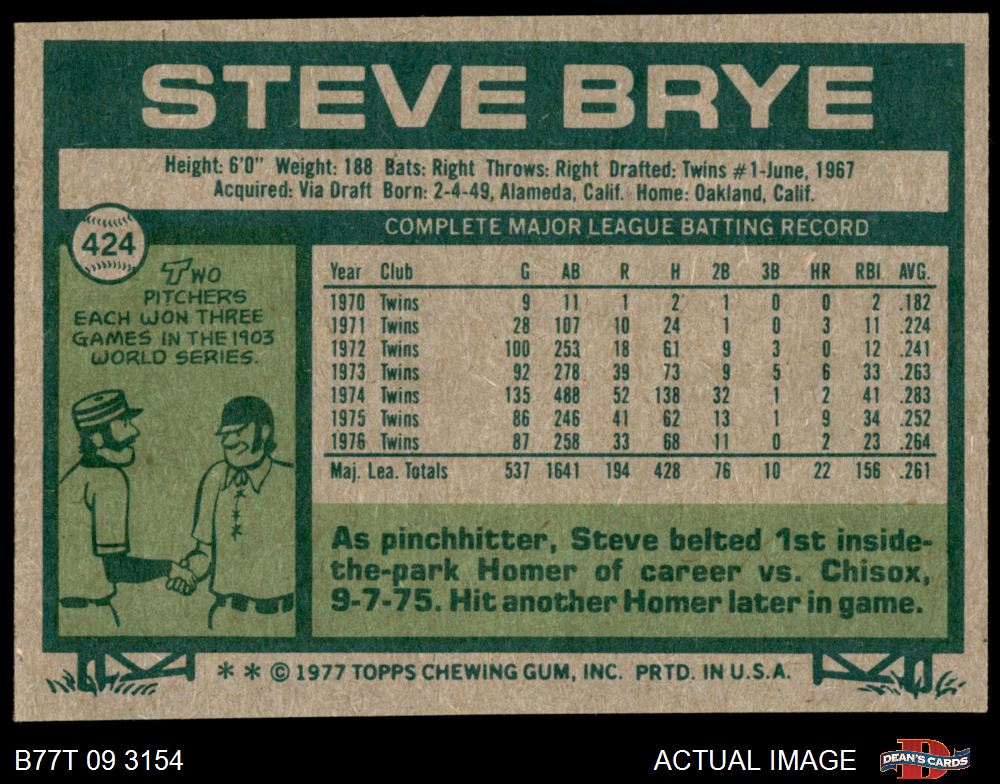 STEVE BRYE
Height: 6'0" Weight: 188 Bats: Right Throws: Right Drafted: Twins #1-June, 1967
Acquired: Via Draft Born: 2-4-49, Alameda, Calif. Home: Oakland, Calif.
424
TWO
PITCHERS
EACH WON THREE
GAMES IN THE 1903
WORLD SERIES.
COMPLETE MAJOR LEAGUE BATTING RECORD
Year Club G AB R H 2B 3B HR RBI AVG.
1970 Twins 9 11 1 2 1 0 0 2 .182
1971 Twins 28 107 10 24 1 0 3 11 .224
1972 Twins 100 253 18 61 9 3 0 12 .241
1973 Twins 92 278 39 73 9 5 6 33 .263
1974 Twins 135 488 52 138 32 1 2 41 .283
1975 Twins 86 246 41 62 13 1 9 34 .252
1976 Twins 87 258 33 68 11 0 2 23 .264
Maj. Lea. Totals 537 1641 194 428 76 10 22 156 .261
As pinchhitter, Steve belted 1st inside-
the-park Homer of career vs. Chisox,
9-7-75. Hit another Homer later in game.
* * © 1977 TOPPS CHEWING GUM, INC. PRTD. IN U.S.A.
B77T 09 3154
ACTUAL IMAGE
D
DEAN'S CARDS